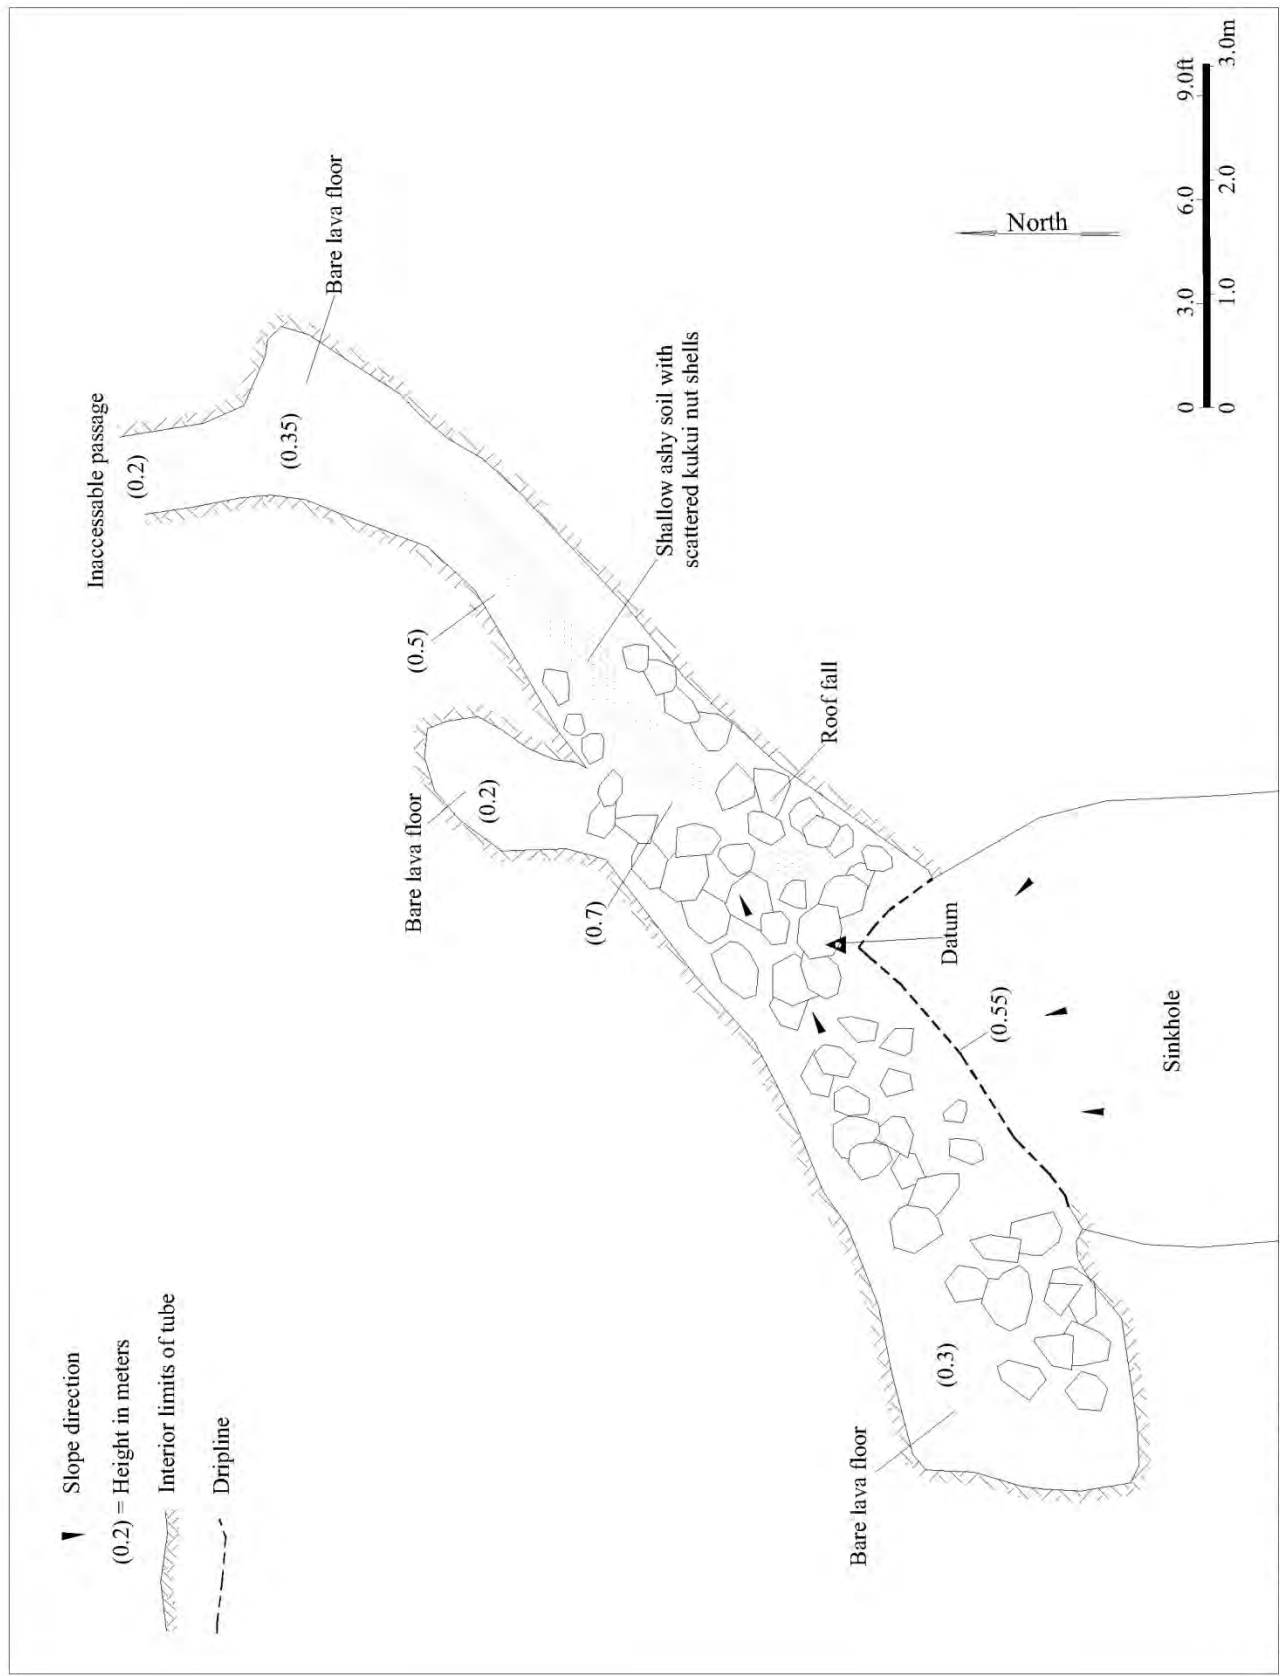 Slope direction
(0.2) = Height in meters
Interior limits of tube
Dripline
Inaccessable passage
(0.2)
(0.35)
Bare lava floor
(0.5)
Shallow ashy soil with
scattered kukui nut shells
Bare lava floor
(0.2)
(0.7)
Roof fall
Datum
(0.55)
Sinkhole
(0.3)
Bare lava floor
North
0 3.0 6.0 9.0ft
0 1.0 2.0 3.0m